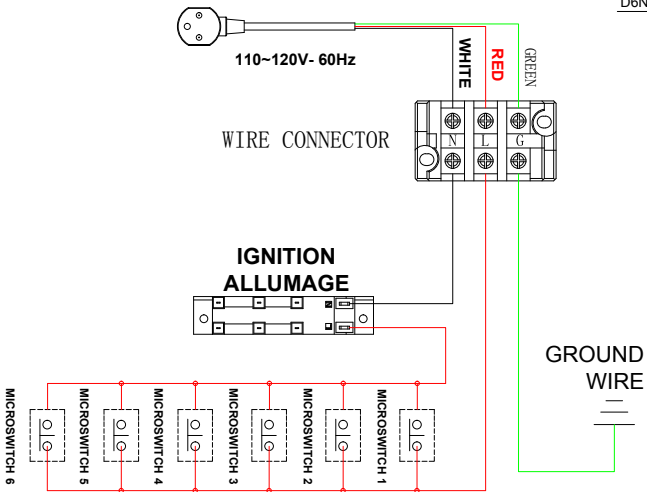 D6N
110~120V- 60Hz
WHITE
RED
GREEN
WIRE CONNECTOR
N L G
IGNITION
ALLUMAGE
N
L
GROUND
WIRE
MICROSWITCH 6
MICROSWITCH 5
MICROSWITCH 4
MICROSWITCH 3
MICROSWITCH 2
MICROSWITCH 1